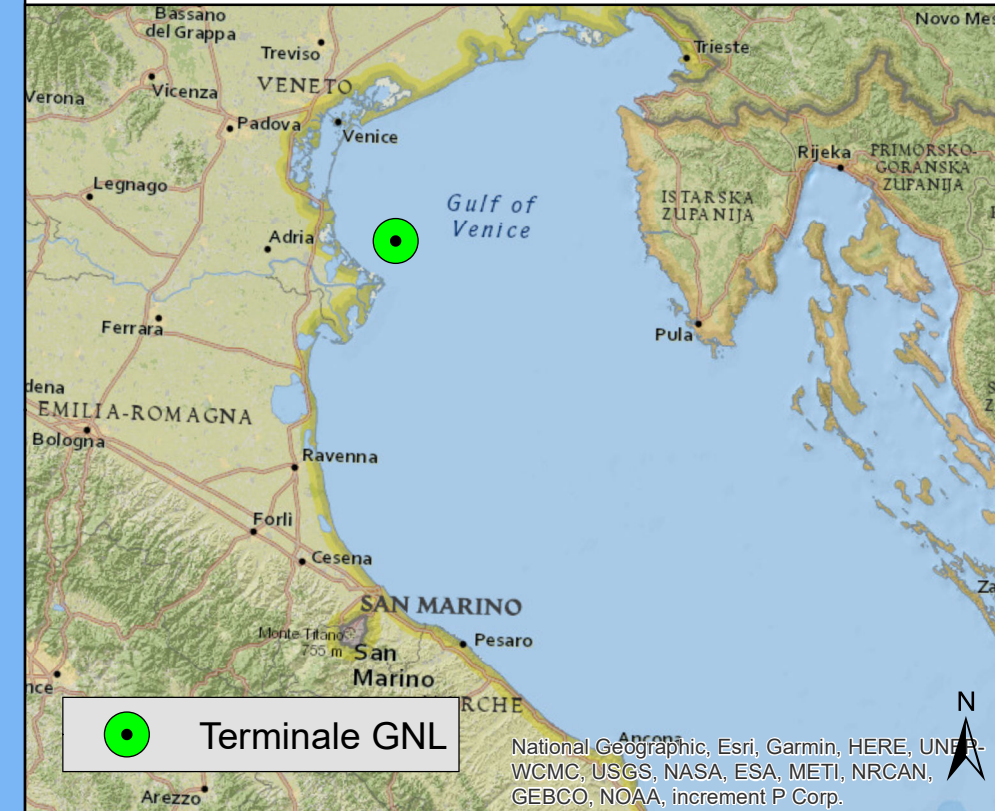 Bassano
del Grappa
Novo Mes
Treviso
Trieste
VENETO
Verona
Vicenza
Padova
Venice
Rijeka
PRIMORSKO-
GORANSKA
ZUPANIJA
Legnago
ISTARSKA
ZUPANIJA
Gulf of
Venice
Adria
Ferrara
Pula
dena
EMILIA-ROMAGNA
Bologna
Ravenna
Forlì
Cesena
Za
SAN MARINO
Monte Titano
755 m
San
Marino
Pesaro
nce
RCHE
N
Terminale GNL
Ancona
National Geographic, Esri, Garmin, HERE, UNEP-
WCMC, USGS, NASA, ESA, METI, NRCAN,
GEBCO, NOAA, increment P Corp.
Arezzo